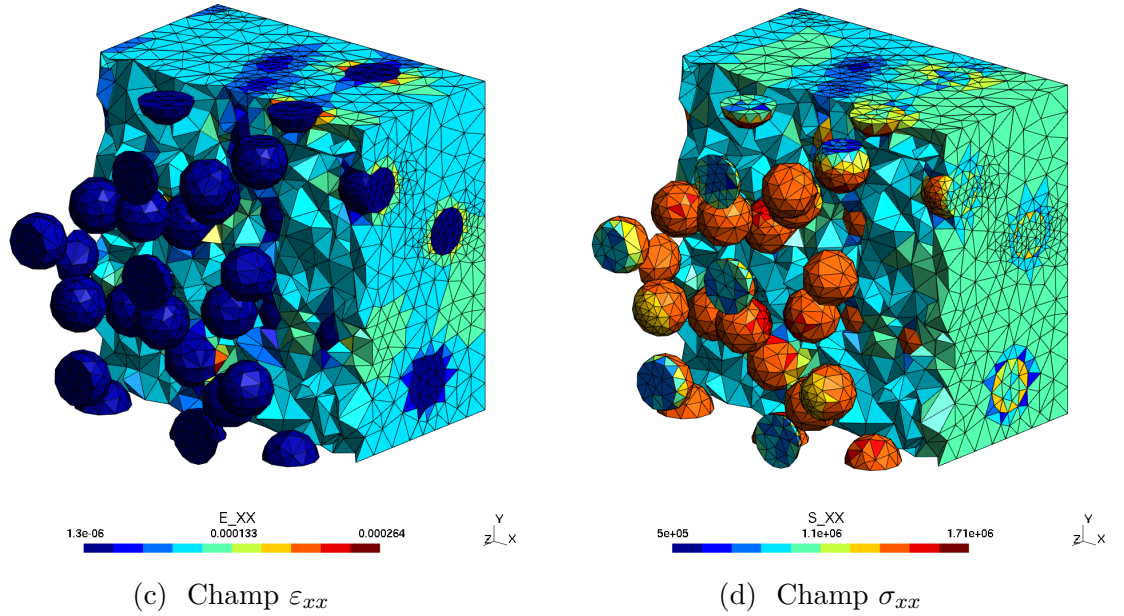 E_XX
1.3e-06 0.000133 0.000264
Y
Z X
S_XX
5e+05 1.1e+06 1.71e+06
Y
Z X
(c) Champ εxx
(d) Champ σxx